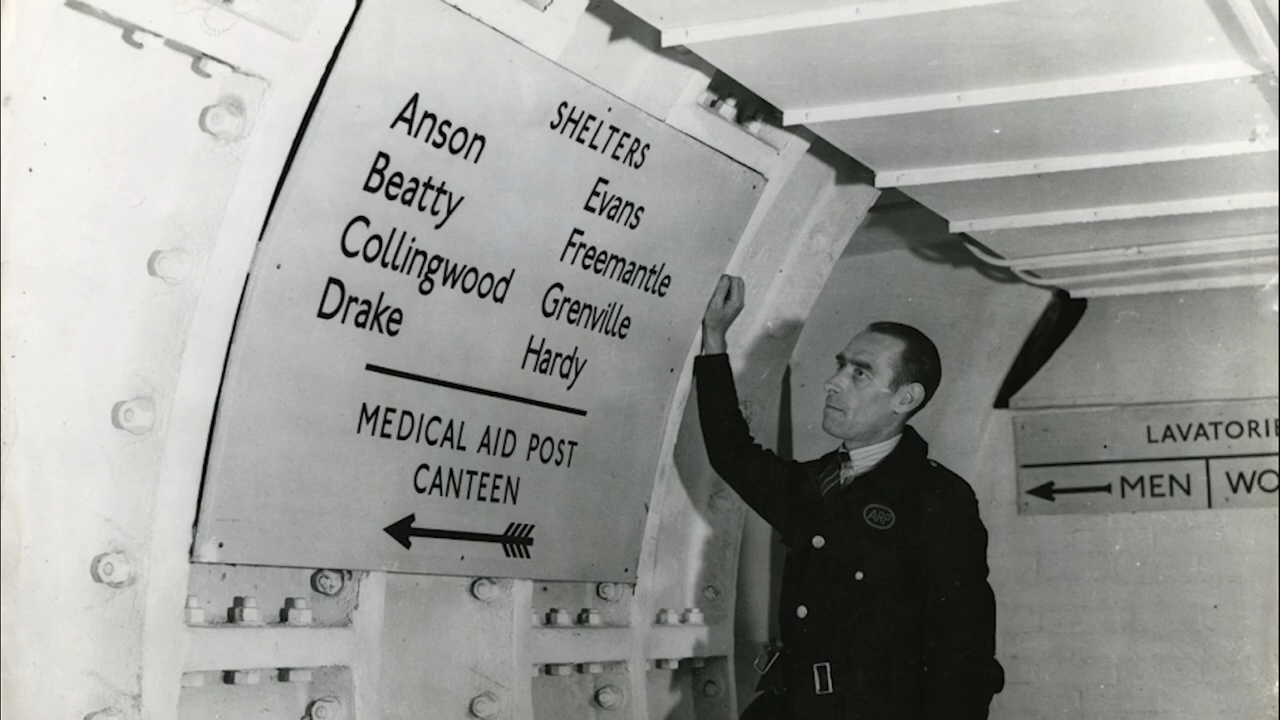 SHELTERS
Anson
Beatty
Collingwood
Drake
Evans
Freemantle
Grenville
Hardy
MEDICAL AID POST
CANTEEN
ARP
LAVATORIE
MEN
WO